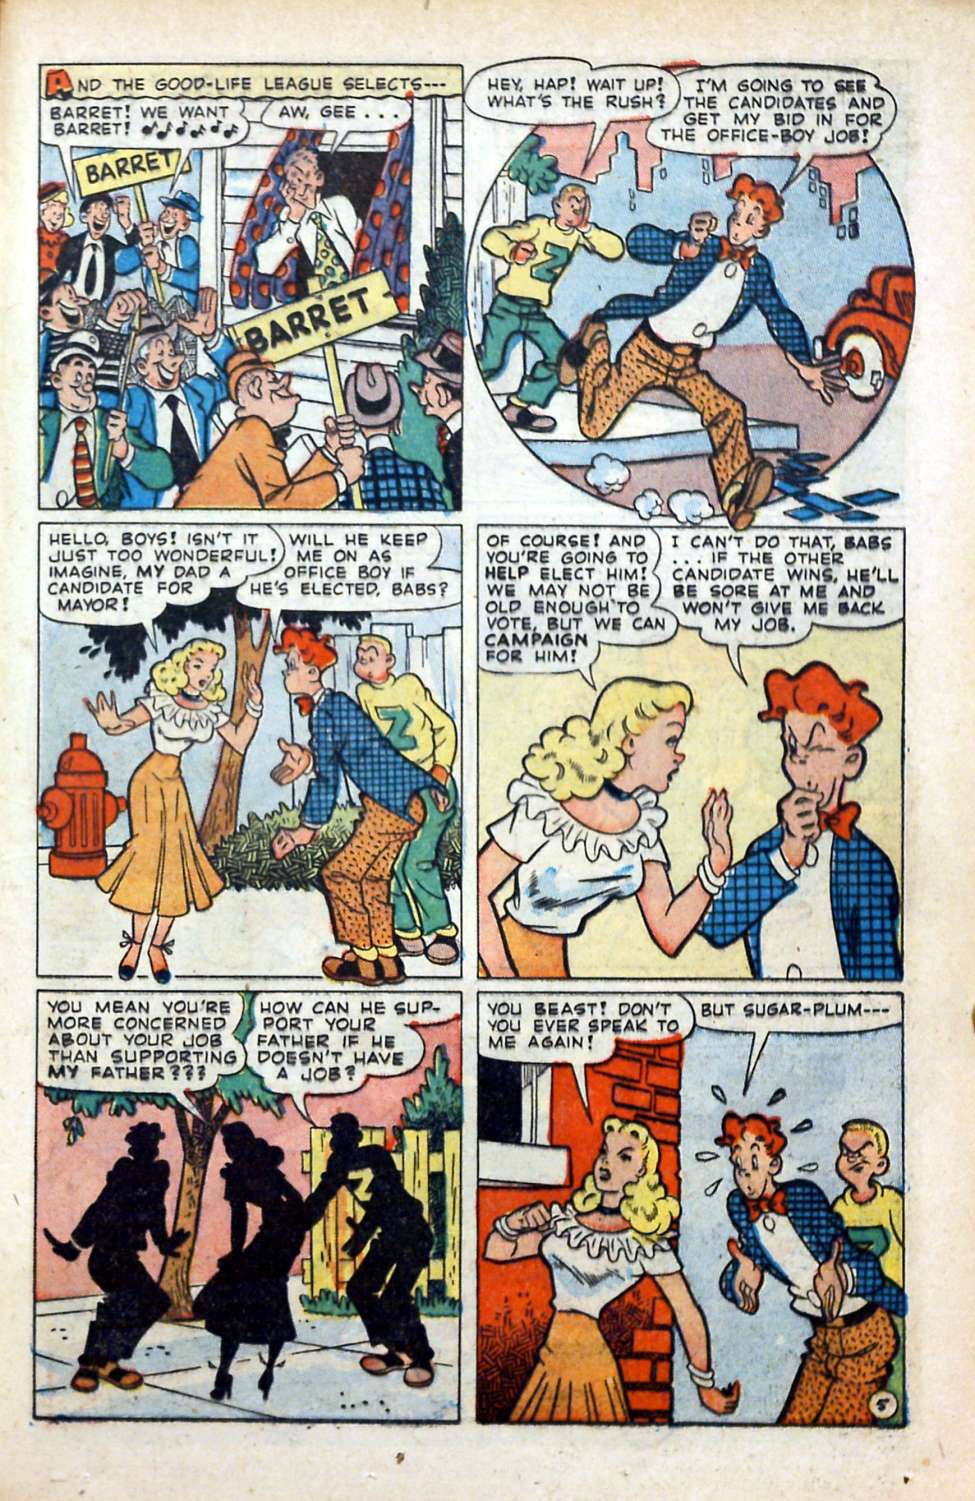 AND THE GOOD-LIFE LEAGUE SELECTS---
BARRET! WE WANT
BARRET!
AW, GEE . . .
BARRET
BARRET
HEY, HAP! WAIT UP!
WHAT'S THE RUSH?
I'M GOING TO SEE
THE CANDIDATES AND
GET MY BID IN FOR
THE OFFICE-BOY JOB!
Z
HELLO, BOYS! ISN'T IT
JUST TOO WONDERFUL!
IMAGINE, MY DAD A
CANDIDATE FOR
MAYOR!
WILL HE KEEP
ME ON AS
OFFICE BOY IF
HE'S ELECTED, BABS?
Z
OF COURSE! AND
YOU'RE GOING TO
HELP ELECT HIM!
WE MAY NOT BE
OLD ENOUGH TO
VOTE, BUT WE CAN
CAMPAIGN
FOR HIM!
I CAN'T DO THAT, BABS
. . . IF THE OTHER
CANDIDATE WINS, HE'LL
BE SORE AT ME AND
WON'T GIVE ME BACK
MY JOB.
YOU MEAN YOU'RE
MORE CONCERNED
ABOUT YOUR JOB
THAN SUPPORTING
MY FATHER???
HOW CAN HE SUP-
PORT YOUR
FATHER IF HE
DOESN'T HAVE
A JOB?
Z
YOU BEAST! DON'T
YOU EVER SPEAK TO
ME AGAIN!
BUT SUGAR-PLUM---
Z
5